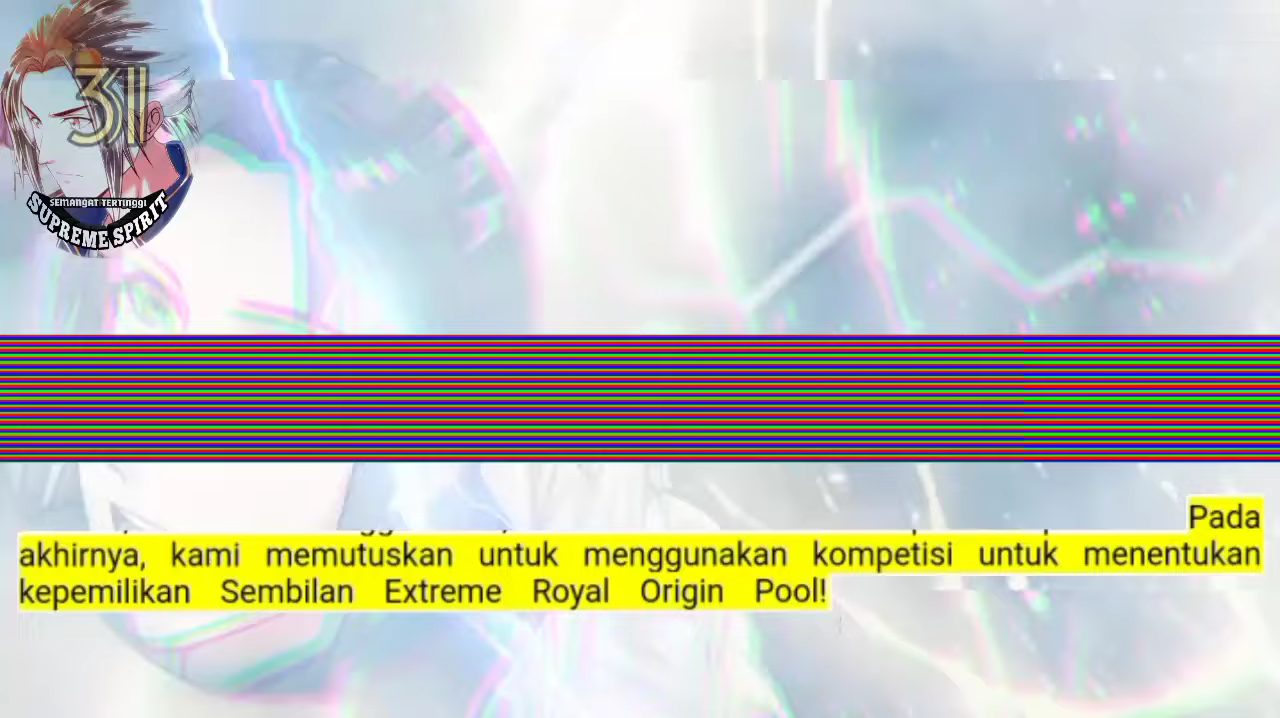 311
SEMANGAT TERTINGGI
SUPREME SPIRIT
Pada
akhirnya, kami memutuskan untuk menggunakan kompetisi untuk menentukan
kepemilikan Sembilan Extreme Royal Origin Pool!